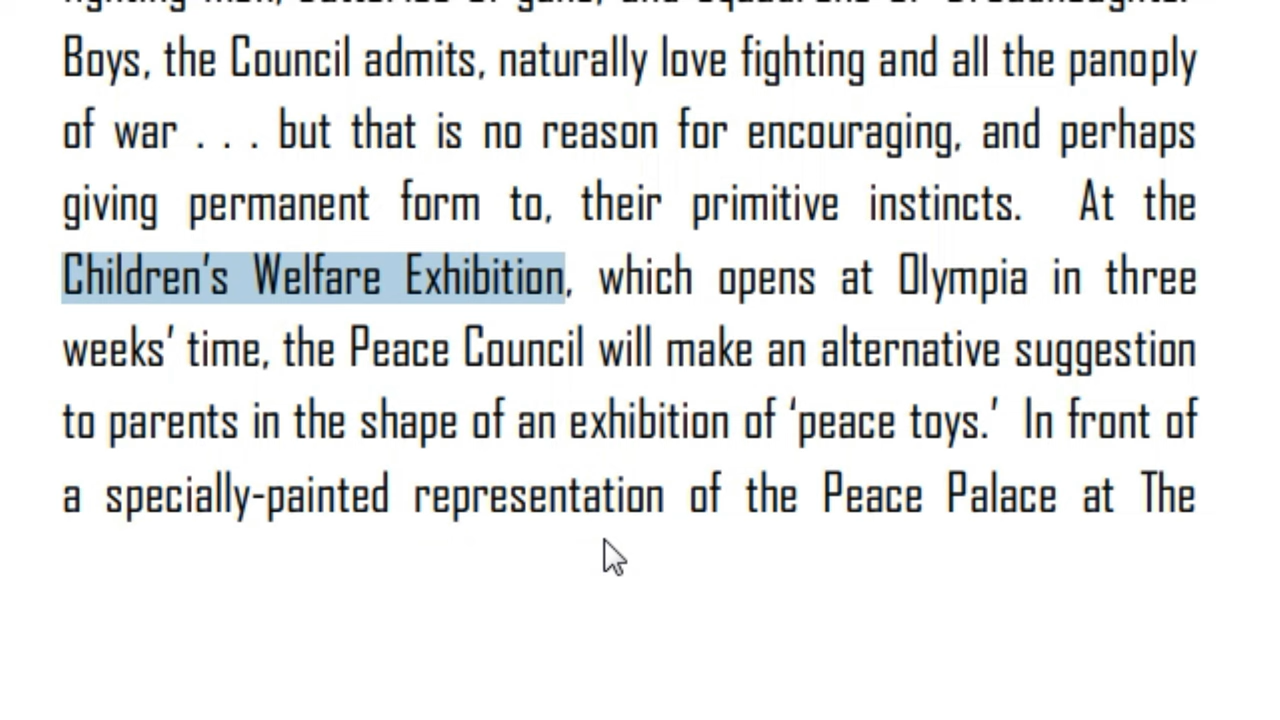 Boys, the Council admits, naturally love fighting and all the panoply
of war . . . but that is no reason for encouraging, and perhaps
giving permanent form to, their primitive instincts. At the
Children’s Welfare Exhibition, which opens at Olympia in three
weeks’ time, the Peace Council will make an alternative suggestion
to parents in the shape of an exhibition of ‘peace toys.’ In front of
a specially-painted representation of the Peace Palace at The